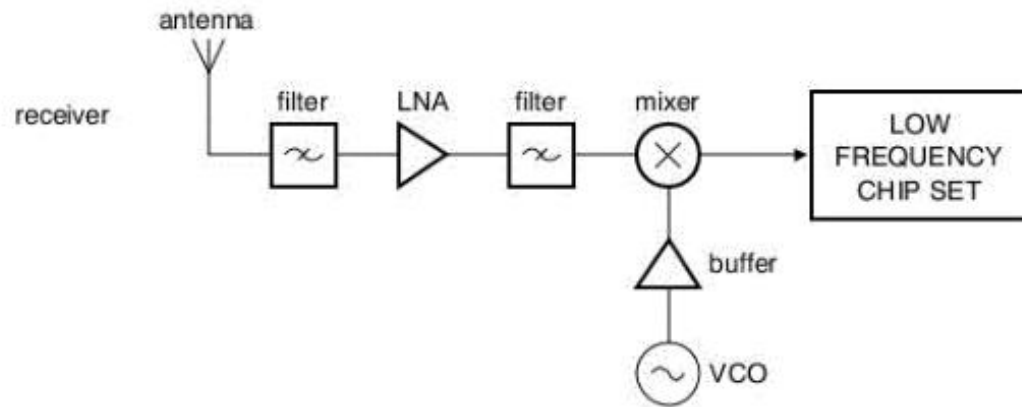 antenna
receiver
filter
LNA
filter
mixer
LOW
FREQUENCY
CHIP SET
buffer
VCO